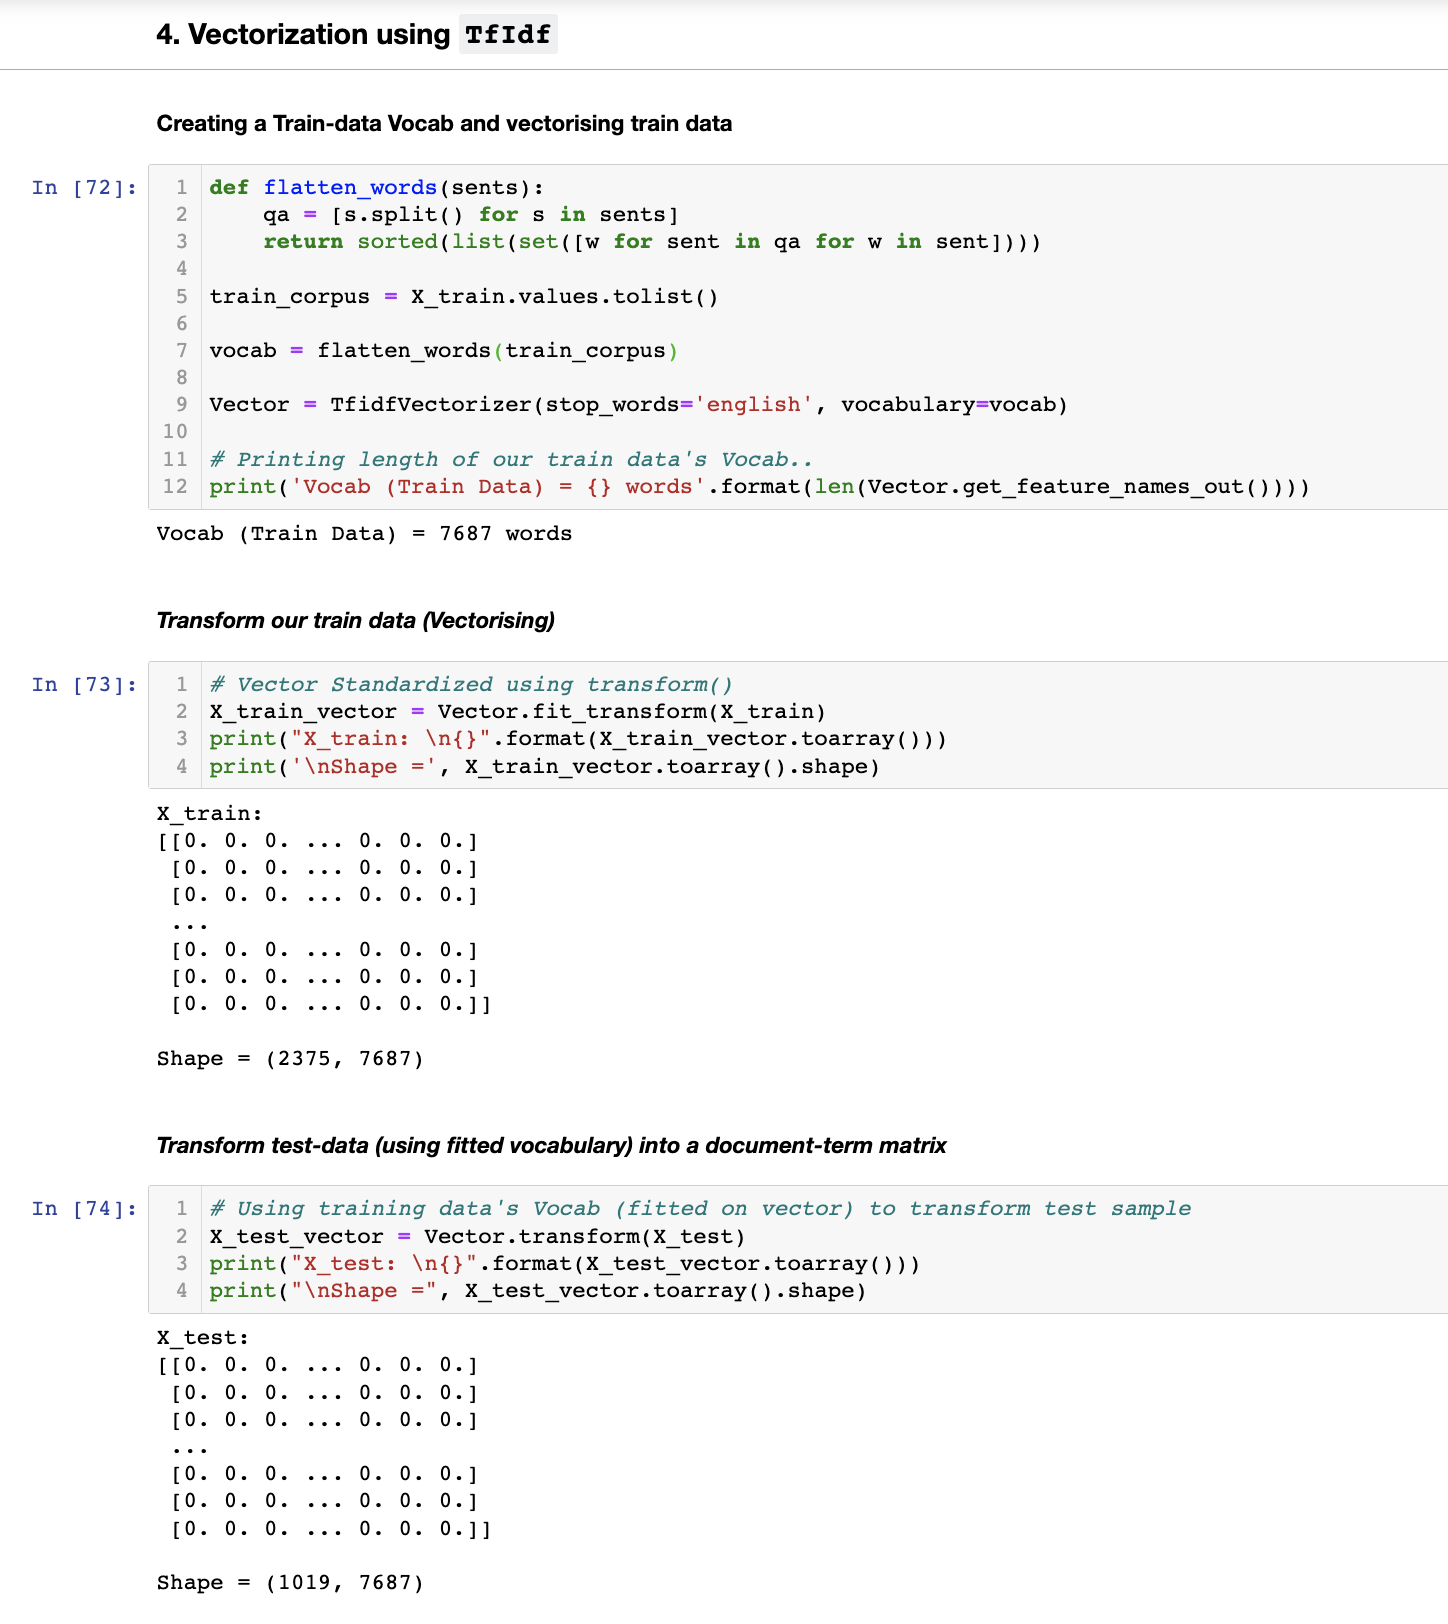 4. Vectorization using TfIdf
Creating a Train-data Vocab and vectorising train data
In [72]:
1 def flatten_words(sents):
2     qa = [s.split() for s in sents]
3     return sorted(list(set([w for sent in qa for w in sent])))
4
5 train_corpus = X_train.values.tolist()
6
7 vocab = flatten_words(train_corpus)
8
9 Vector = TfidfVectorizer(stop_words='english', vocabulary=vocab)
10
11 # Printing length of our train data's Vocab..
12 print('Vocab (Train Data) = {} words'.format(len(Vector.get_feature_names_out())))
Vocab (Train Data) = 7687 words
Transform our train data (Vectorising)
In [73]:
1 # Vector Standardized using transform()
2 X_train_vector = Vector.fit_transform(X_train)
3 print("X_train: \n{}".format(X_train_vector.toarray()))
4 print('\nShape =', X_train_vector.toarray().shape)
X_train:
[[0. 0. 0. ... 0. 0. 0.]
 [0. 0. 0. ... 0. 0. 0.]
 [0. 0. 0. ... 0. 0. 0.]
 ...
 [0. 0. 0. ... 0. 0. 0.]
 [0. 0. 0. ... 0. 0. 0.]
 [0. 0. 0. ... 0. 0. 0.]]
Shape = (2375, 7687)
Transform test-data (using fitted vocabulary) into a document-term matrix
In [74]:
1 # Using training data's Vocab (fitted on vector) to transform test sample
2 X_test_vector = Vector.transform(X_test)
3 print("X_test: \n{}".format(X_test_vector.toarray()))
4 print("\nShape =", X_test_vector.toarray().shape)
X_test:
[[0. 0. 0. ... 0. 0. 0.]
 [0. 0. 0. ... 0. 0. 0.]
 [0. 0. 0. ... 0. 0. 0.]
 ...
 [0. 0. 0. ... 0. 0. 0.]
 [0. 0. 0. ... 0. 0. 0.]
 [0. 0. 0. ... 0. 0. 0.]]
Shape = (1019, 7687)